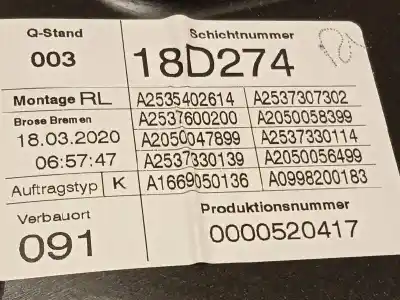 Q-Stand
Schichtnummer
003
18D274
Montage RL
A2535402614 A2537307302
Brose Bremen
A2537600200 A2050058399
18.03.2020
A2050047899 A2537330114
06:57:47
A2537330139 A2050056499
Auftragstyp K
A1669050136 A0998200183
Verbauort
Produktionsnummer
091
0000520417